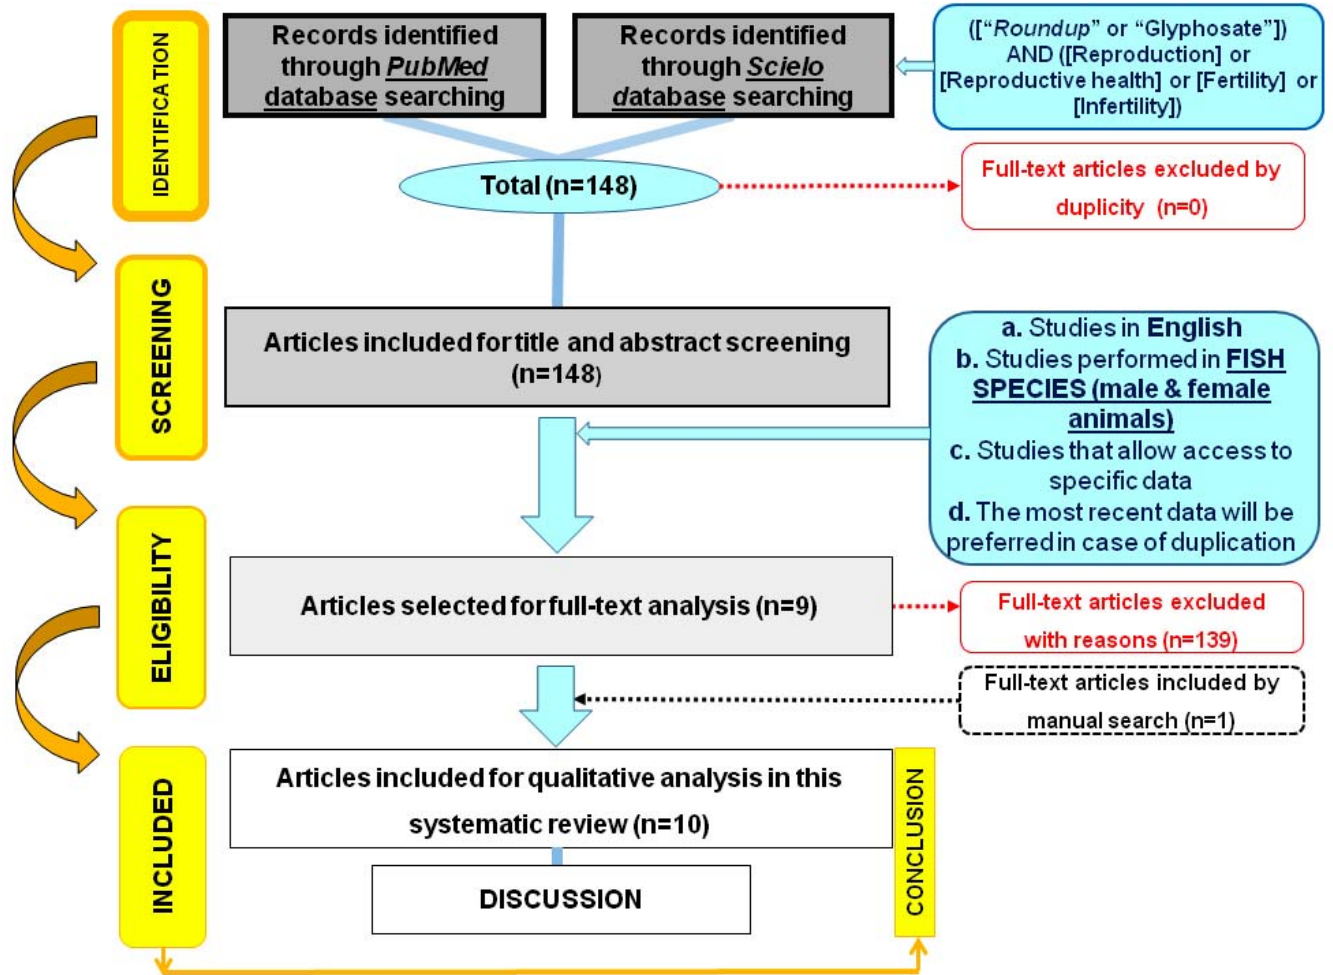 IDENTIFICATION
Records identified
through PubMed
database searching
Records identified
through Scielo
database searching
(["Roundup" or "Glyphosate"])
AND ([Reproduction] or
[Reproductive health] or [Fertility] or
[Infertility])
Total (n=148)
Full-text articles excluded by
duplicity (n=0)
SCREENING
Articles included for title and abstract screening
(n=148)
a. Studies in English
b. Studies performed in FISH
SPECIES (male & female
animals)
c. Studies that allow access to
specific data
d. The most recent data will be
preferred in case of duplication
ELIGIBILITY
Articles selected for full-text analysis (n=9)
Full-text articles excluded
with reasons (n=139)
Full-text articles included by
manual search (n=1)
INCLUDED
Articles included for qualitative analysis in this
systematic review (n=10)
DISCUSSION
CONCLUSION